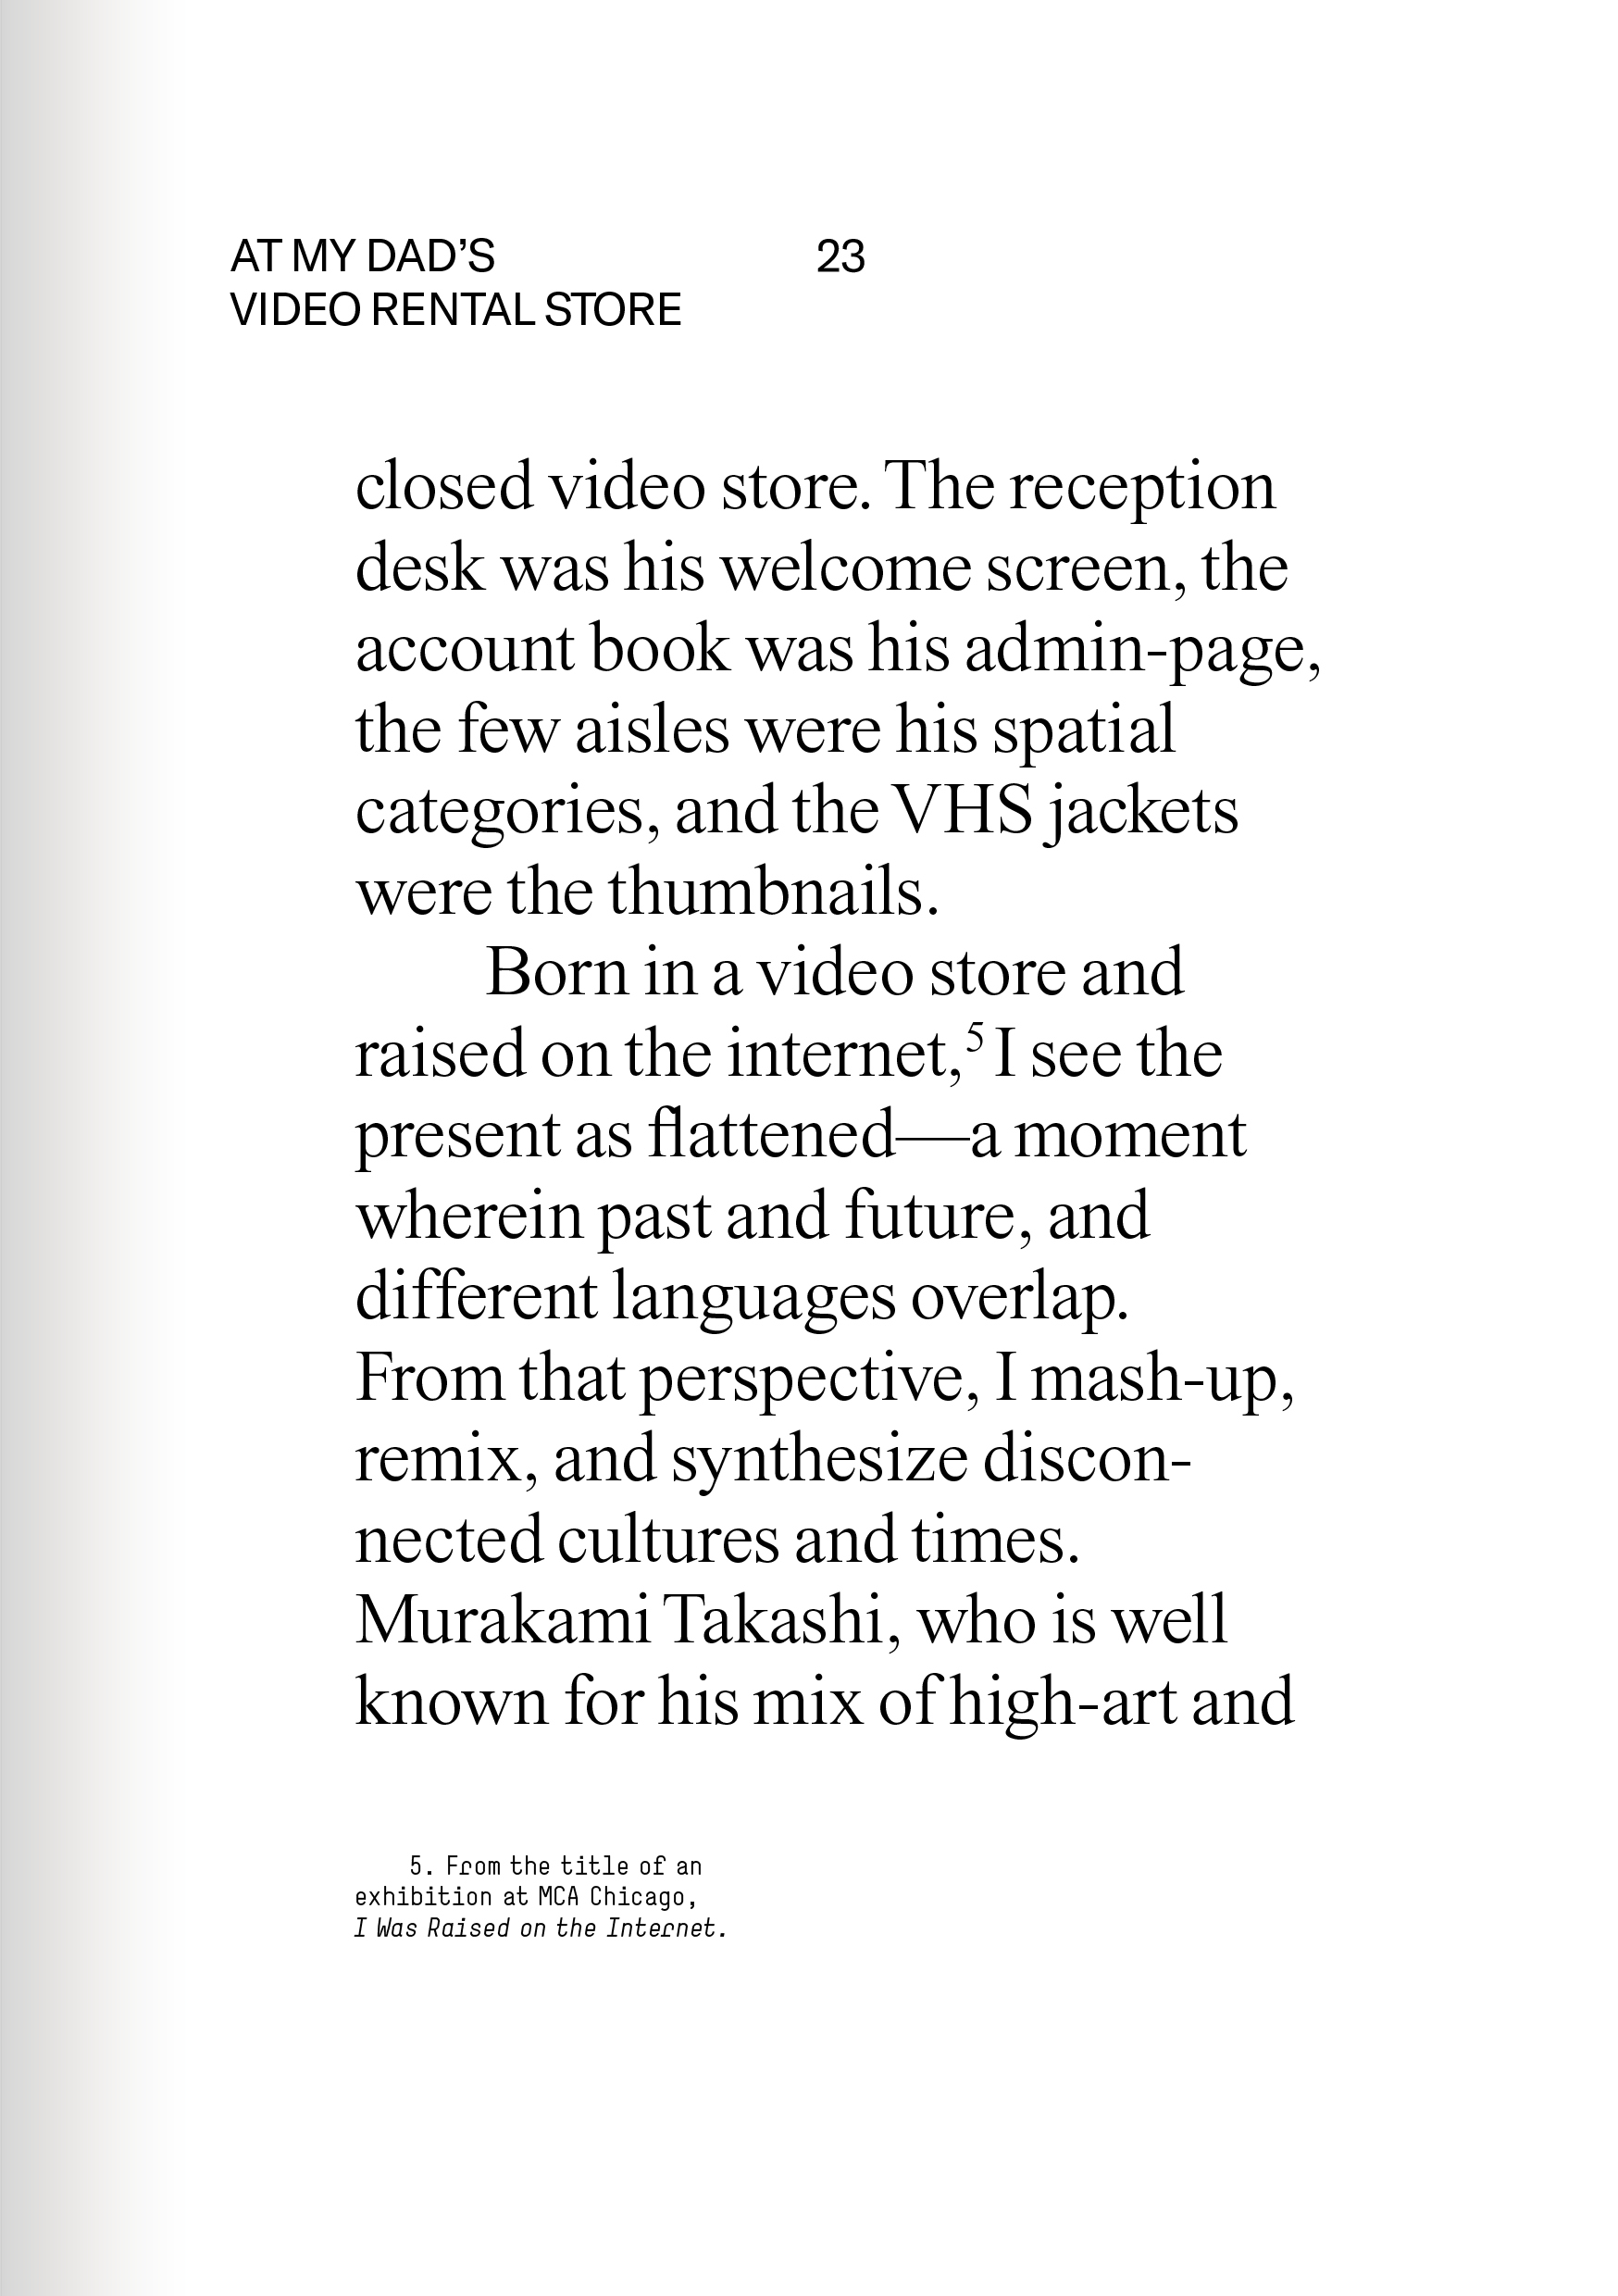 AT MY DAD’S
VIDEO RENTAL STORE
23
closed video store. The reception
desk was his welcome screen, the
account book was his admin-page,
the few aisles were his spatial
categories, and the VHS jackets
were the thumbnails.
Born in a video store and
raised on the internet,⁵ I see the
present as flattened—a moment
wherein past and future, and
different languages overlap.
From that perspective, I mash-up,
remix, and synthesize discon-
nected cultures and times.
Murakami Takashi, who is well
known for his mix of high-art and
5. From the title of an
exhibition at MCA Chicago,
I Was Raised on the Internet.